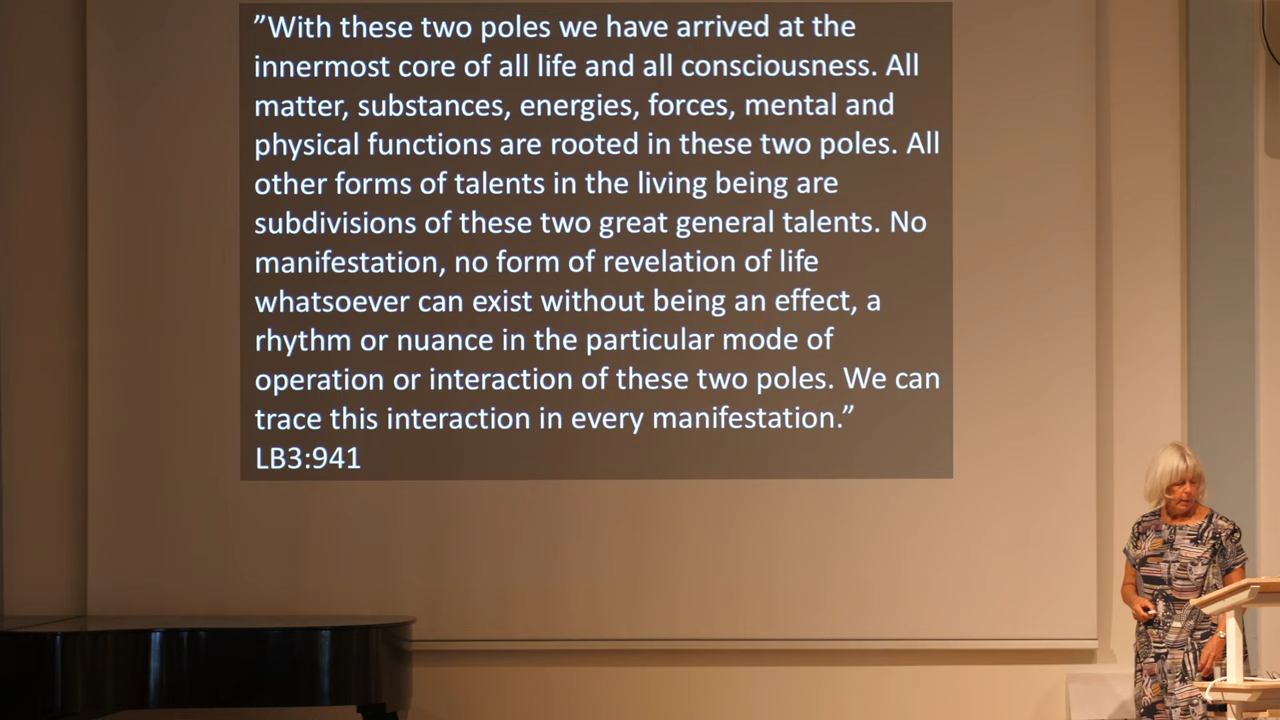 ”With these two poles we have arrived at the
innermost core of all life and all consciousness. All
matter, substances, energies, forces, mental and
physical functions are rooted in these two poles. All
other forms of talents in the living being are
subdivisions of these two great general talents. No
manifestation, no form of revelation of life
whatsoever can exist without being an effect, a
rhythm or nuance in the particular mode of
operation or interaction of these two poles. We can
trace this interaction in every manifestation.”
LB3:941